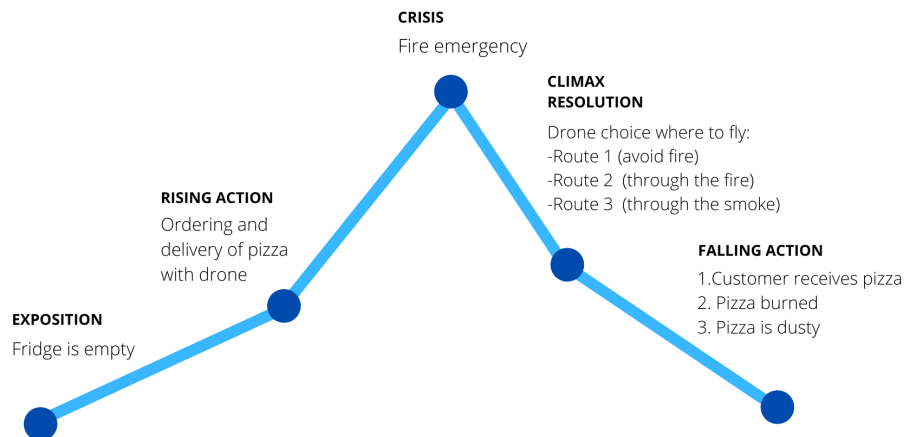 CRISIS
Fire emergency
CLIMAX
RESOLUTION
Drone choice where to fly:
-Route 1 (avoid fire)
-Route 2  (through the fire)
-Route 3  (through the smoke)
RISING ACTION
Ordering and
delivery of pizza
with drone
FALLING ACTION
1.Customer receives pizza
2. Pizza burned
3. Pizza is dusty
EXPOSITION
Fridge is empty